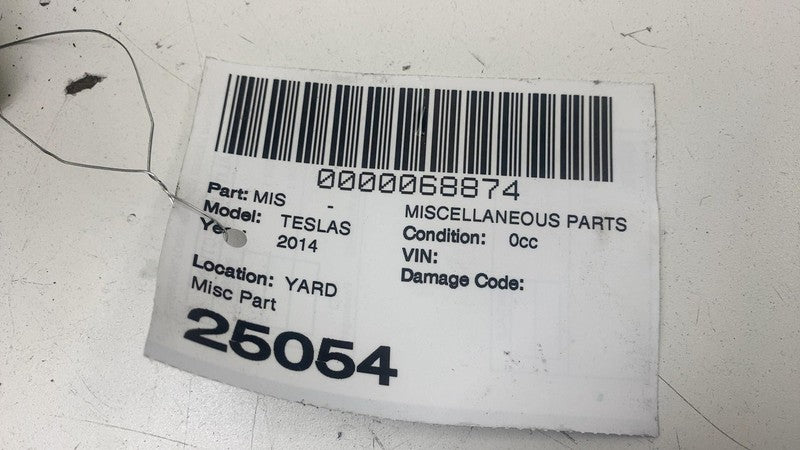 0000068874
Part: MIS - MISCELLANEOUS PARTS
Model: TESLAS Condition: 0cc
2014 VIN:
Damage Code:
Location: YARD
Misc Part
25054